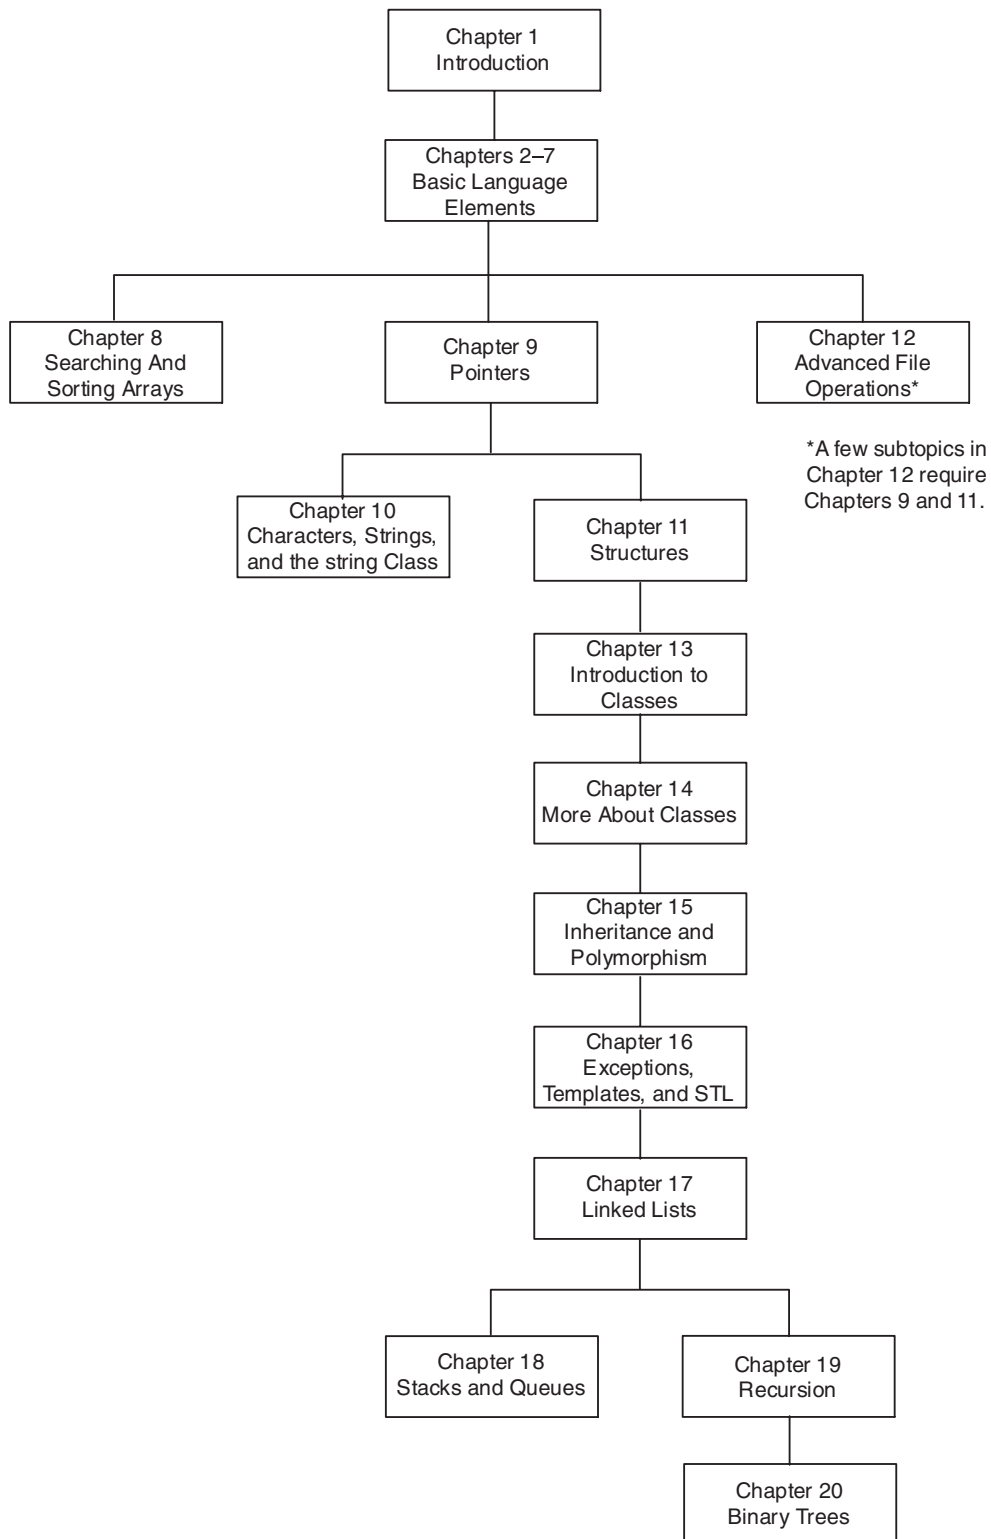 Chapter 1
Introduction
Chapters 2–7
Basic Language
Elements
Chapter 8
Searching And
Sorting Arrays
Chapter 9
Pointers
Chapter 12
Advanced File
Operations*
*A few subtopics in
Chapter 12 require
Chapters 9 and 11.
Chapter 10
Characters, Strings,
and the string Class
Chapter 11
Structures
Chapter 13
Introduction to
Classes
Chapter 14
More About Classes
Chapter 15
Inheritance and
Polymorphism
Chapter 16
Exceptions,
Templates, and STL
Chapter 17
Linked Lists
Chapter 18
Stacks and Queues
Chapter 19
Recursion
Chapter 20
Binary Trees